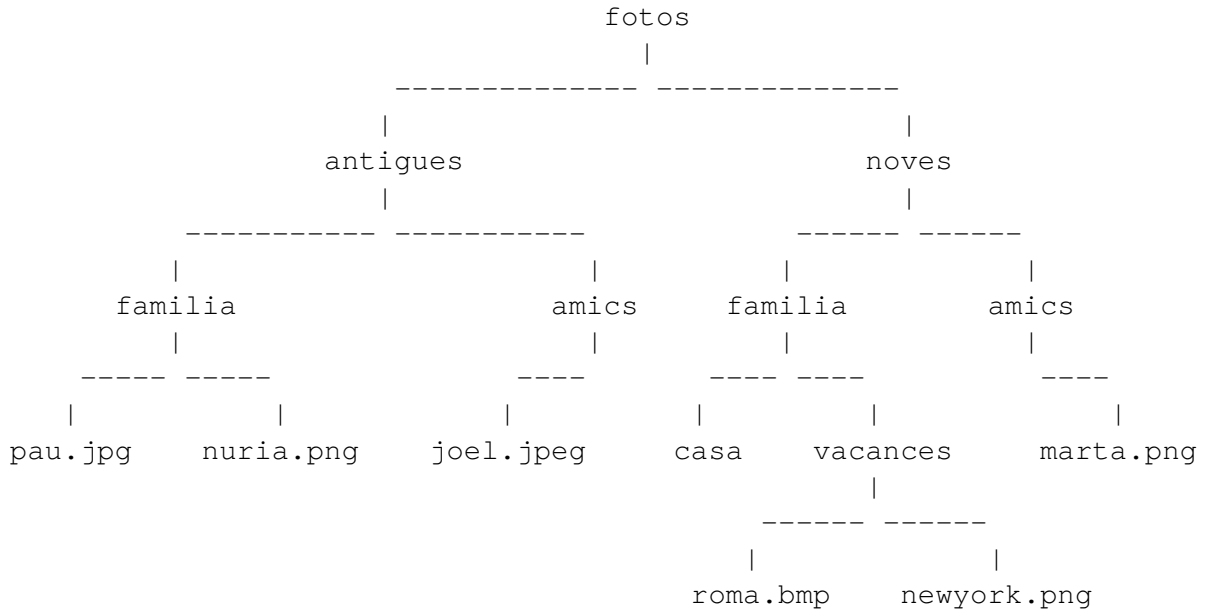 fotos
antigues noves
familia amics familia amics
pau.jpg nuria.png joel.jpeg casa vacances marta.png
roma.bmp newyork.png